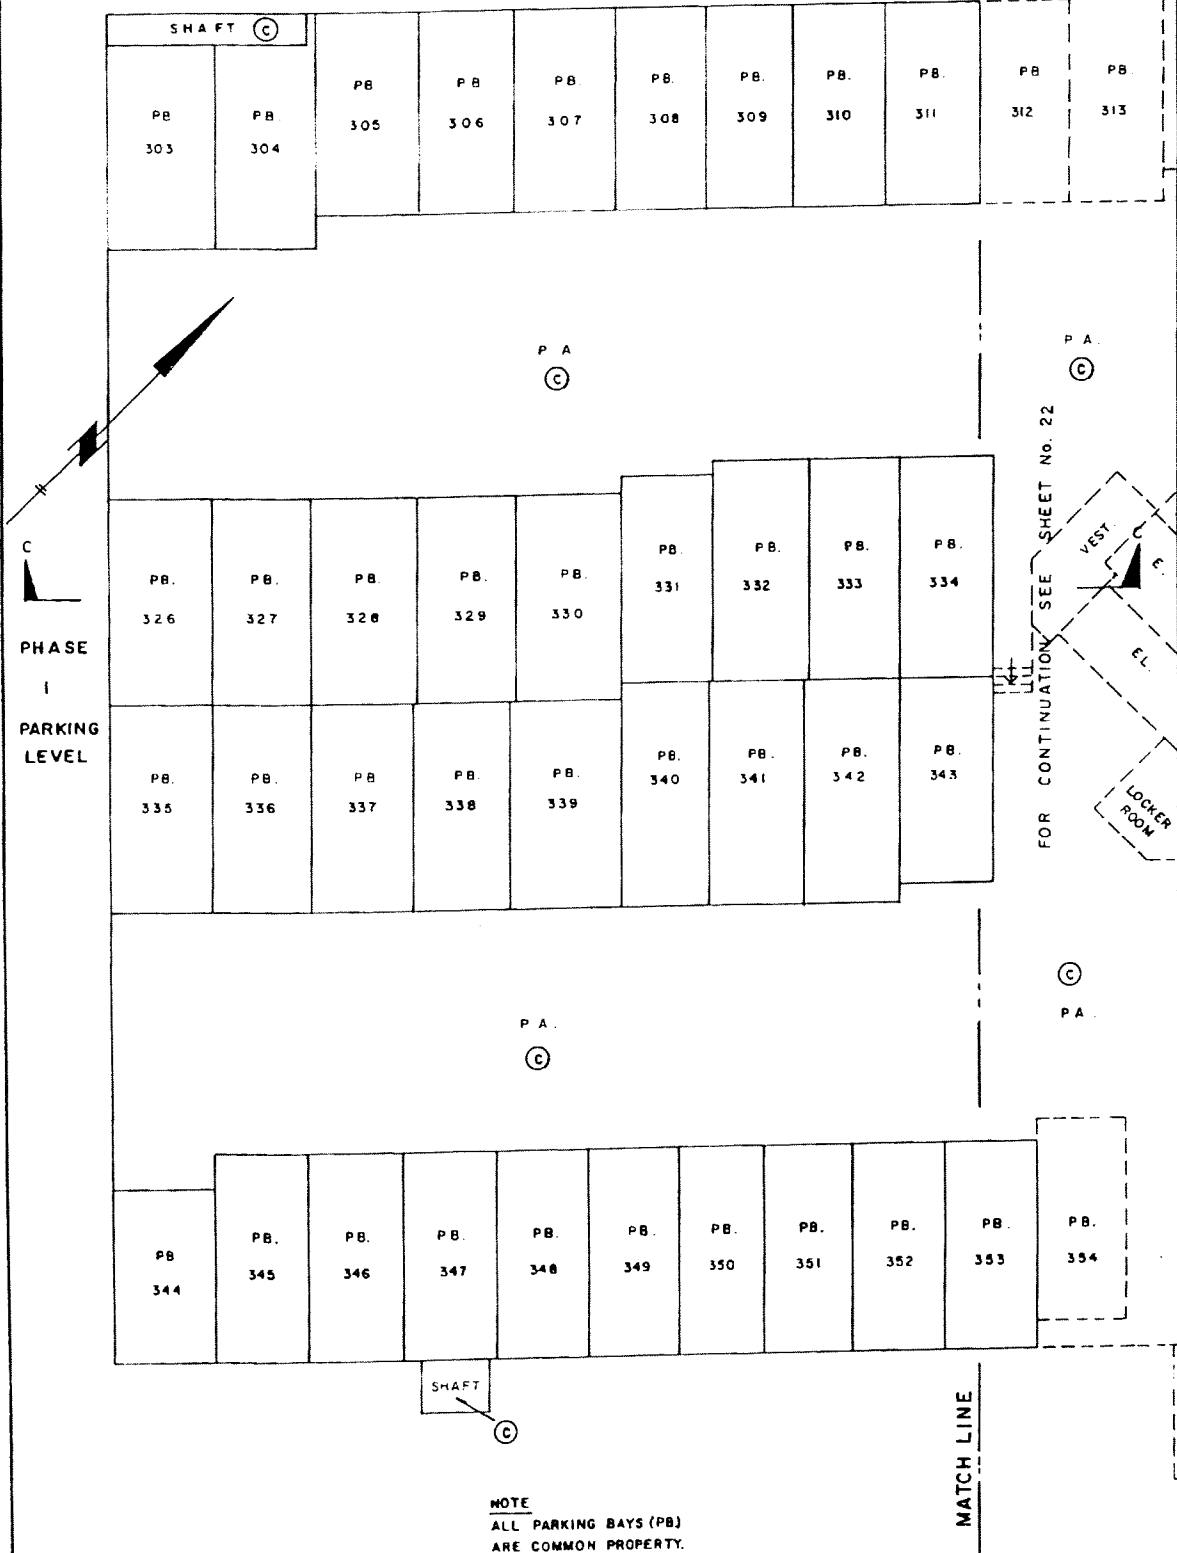 SHAFT C
PB 303
PB. 304
PB 305
PB 306
PB. 307
PB. 308
PB. 309
PB. 310
PB. 311
PB 312
PB. 313
P A
C
P A.
C
C
PHASE
1
PARKING
LEVEL
PB. 326
PB. 327
PB. 328
PB. 329
PB. 330
PB. 331
PB. 332
PB. 333
PB. 334
PB. 335
PB. 336
PB 337
PB. 338
PB. 339
PB. 340
PB. 341
PB. 342
PB. 343
FOR CONTINUATION SEE SHEET No. 22
VEST.
C
E.
EL.
LOCKER
ROOM
P A.
C
C
P A.
PB 344
PB. 345
PB. 346
PB. 347
PB. 348
PB. 349
PB. 350
PB. 351
PB. 352
PB. 353
PB. 354
SHAFT
C
MATCH LINE
NOTE
ALL PARKING BAYS (PB)
ARE COMMON PROPERTY.